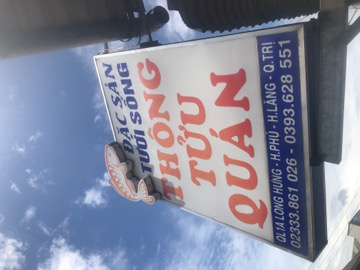 ĐẶC SẢN
TƯƠI SỐNG
THÔNG
TỬU
QUÁN
QL1A LONG HƯNG - H.PHÚ - H.LĂNG - Q.TRỊ
02333.861 026 - 0393.628 551